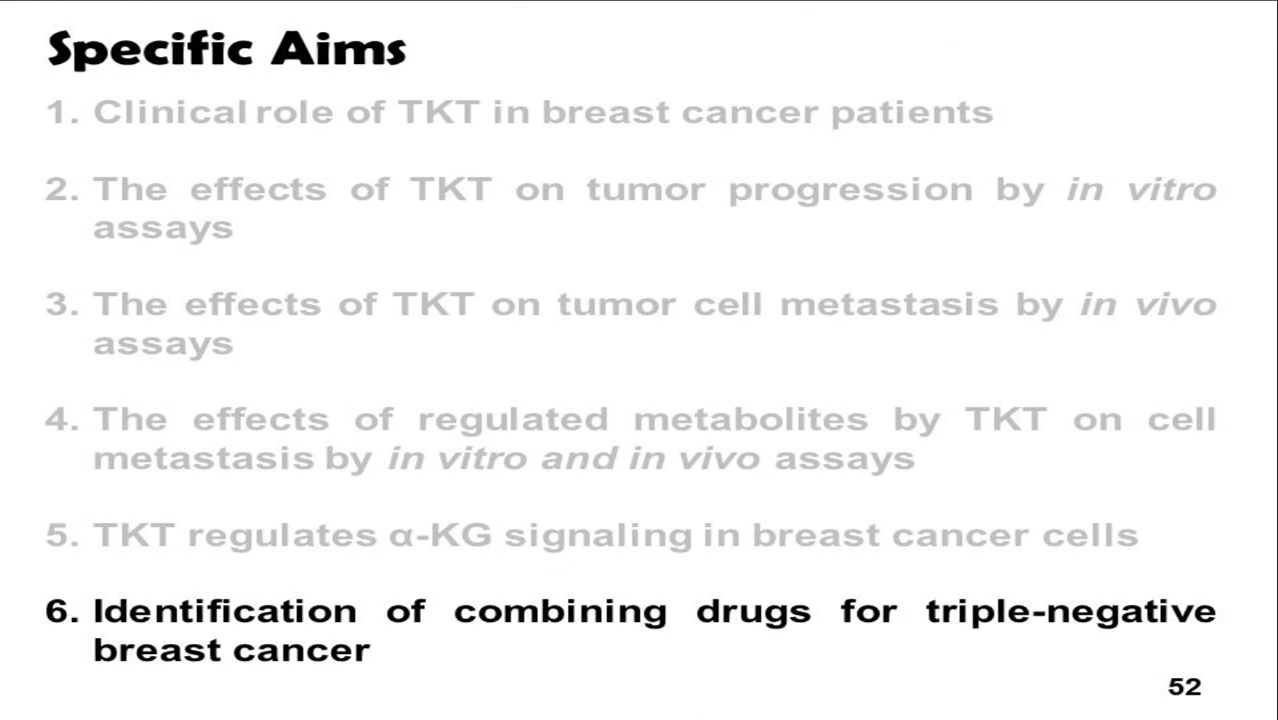 Specific Aims
1. Clinical role of TKT in breast cancer patients
2. The effects of TKT on tumor progression by in vitro
assays
3. The effects of TKT on tumor cell metastasis by in vivo
assays
4. The effects of regulated metabolites by TKT on cell
metastasis by in vitro and in vivo assays
5. TKT regulates α-KG signaling in breast cancer cells
6. Identification of combining drugs for triple-negative
breast cancer
52